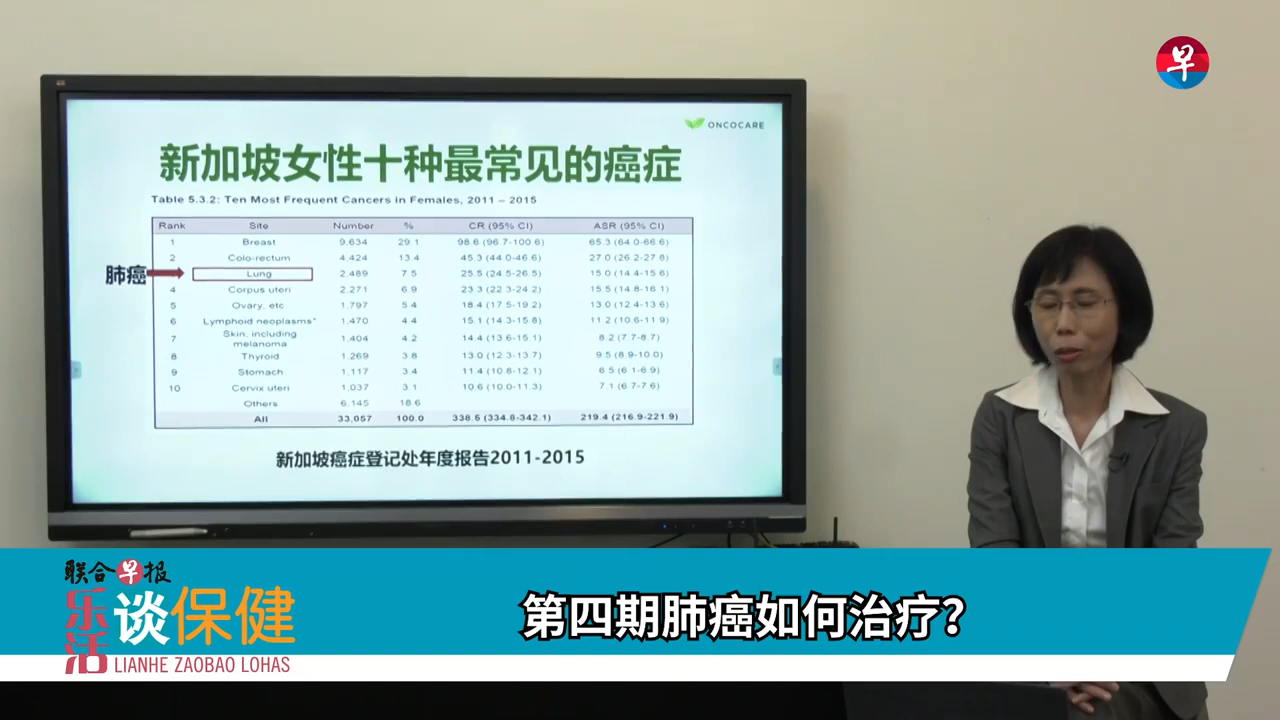 早
ONCOCARE
新加坡女性十种最常见的癌症
Table 5.3.2: Ten Most Frequent Cancers in Females, 2011 – 2015
Rank Site Number % CR (95% CI) ASR (95% CI)
1 Breast 9,634 29.1 98.6 (96.7-100.6) 65.3 (64.0-66.6)
2 Colo-rectum 4,424 13.4 45.3 (44.0-46.6) 27.0 (26.2-27.8)
肺癌 Lung 2,489 7.5 25.5 (24.5-26.5) 15.0 (14.4-15.6)
4 Corpus uteri 2,271 6.9 23.3 (22.3-24.2) 15.5 (14.8-16.1)
5 Ovary, etc 1,797 5.4 18.4 (17.5-19.2) 13.0 (12.4-13.6)
6 Lymphoid neoplasms* 1,470 4.4 15.1 (14.3-15.8) 11.2 (10.6-11.9)
7 Skin, including melanoma 1,404 4.2 14.4 (13.6-15.1) 8.2 (7.7-8.7)
8 Thyroid 1,269 3.8 13.0 (12.3-13.7) 9.5 (8.9-10.0)
9 Stomach 1,117 3.4 11.4 (10.8-12.1) 6.5 (6.1-6.9)
10 Cervix uteri 1,037 3.1 10.6 (10.0-11.3) 7.1 (6.7-7.6)
Others 6,145 18.6
All 33,057 100.0 338.5 (334.8-342.1) 219.4 (216.9-221.9)
新加坡癌症登记处年度报告2011-2015
联合早报
乐活谈保健
LIANHE ZAOBAO LOHAS
第四期肺癌如何治疗?